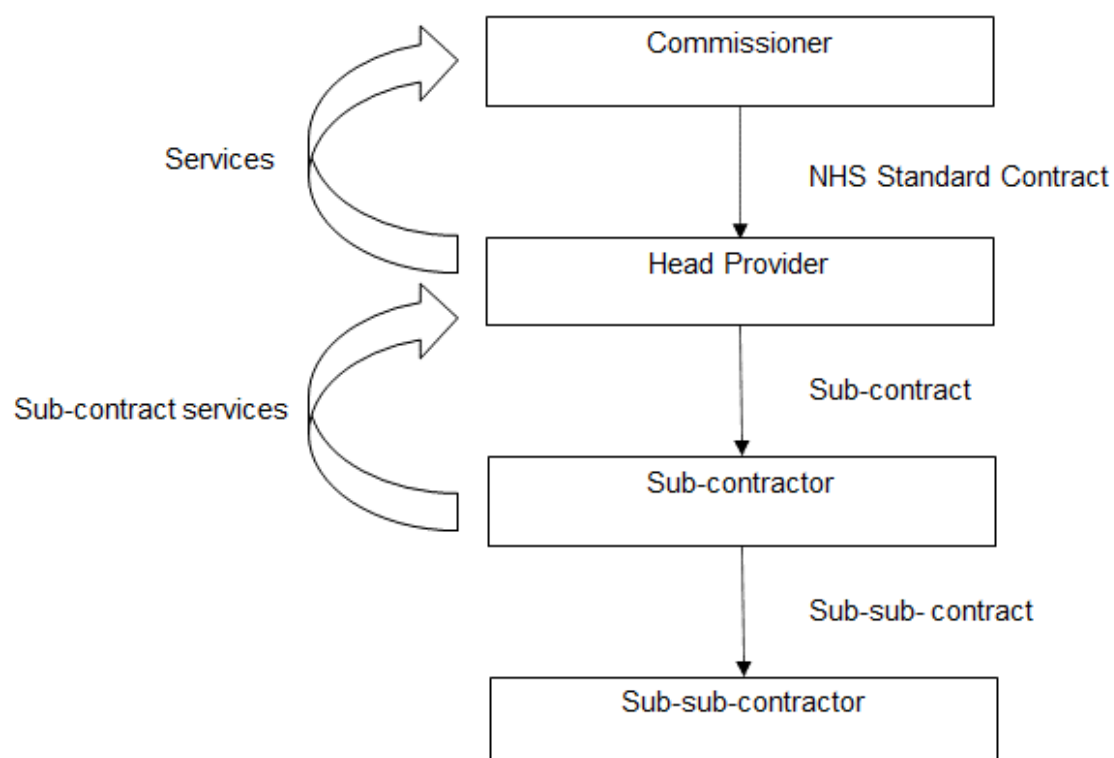 Commissioner
Services
NHS Standard Contract
Head Provider
Sub-contract
Sub-contract services
Sub-contractor
Sub-sub- contract
Sub-sub-contractor